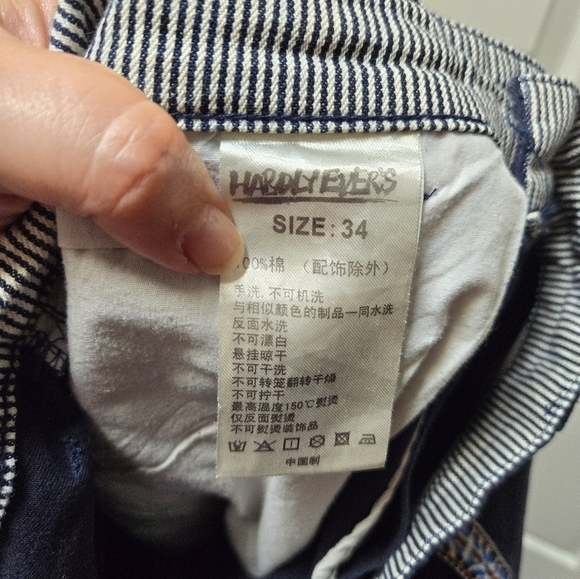 HARDLY EVER'S
SIZE: 34
100%棉 （配饰除外）
手洗, 不可机洗
与相似颜色的制品一同水洗
反面水洗
不可漂白
悬挂晾干
不可干洗
不可转笼翻转干燥
不可拧干
最高温度150℃熨烫
仅反面熨烫
不可熨烫装饰品
中國制